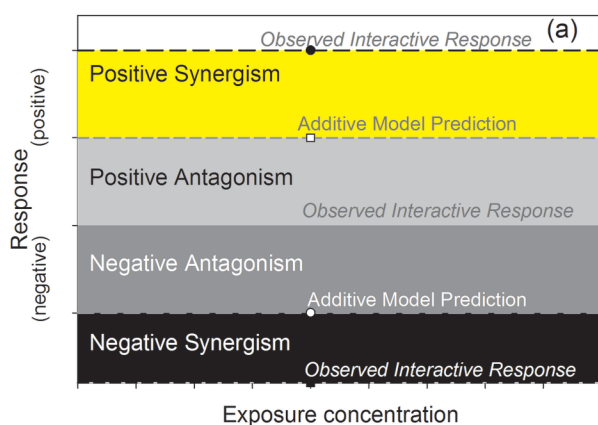 (a)
Observed Interactive Response
Positive Synergism
Additive Model Prediction
Positive Antagonism
Observed Interactive Response
Negative Antagonism
Additive Model Prediction
Negative Synergism
Observed Interactive Response
Response
(positive)
(negative)
Exposure concentration